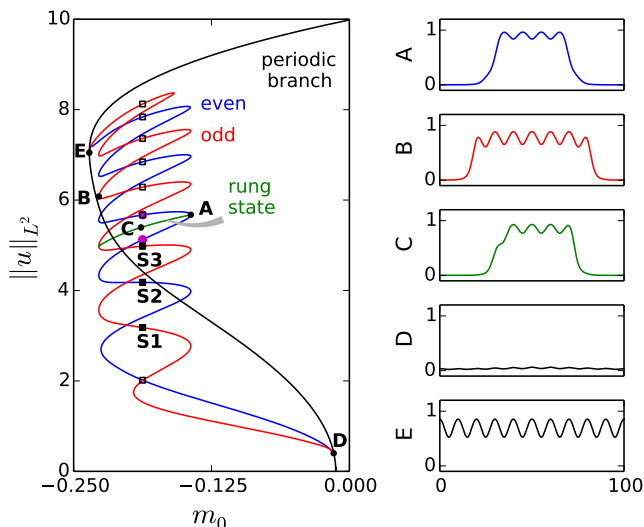 10
8
6
4
2
0
‖u‖_{L²}
−0.250
−0.125
0.000
m₀
periodic
branch
even
odd
rung
state
E
B
C
A
S3
S2
S1
D
A
1
0
B
1
0
C
1
0
D
1
0
E
1
0
0
100